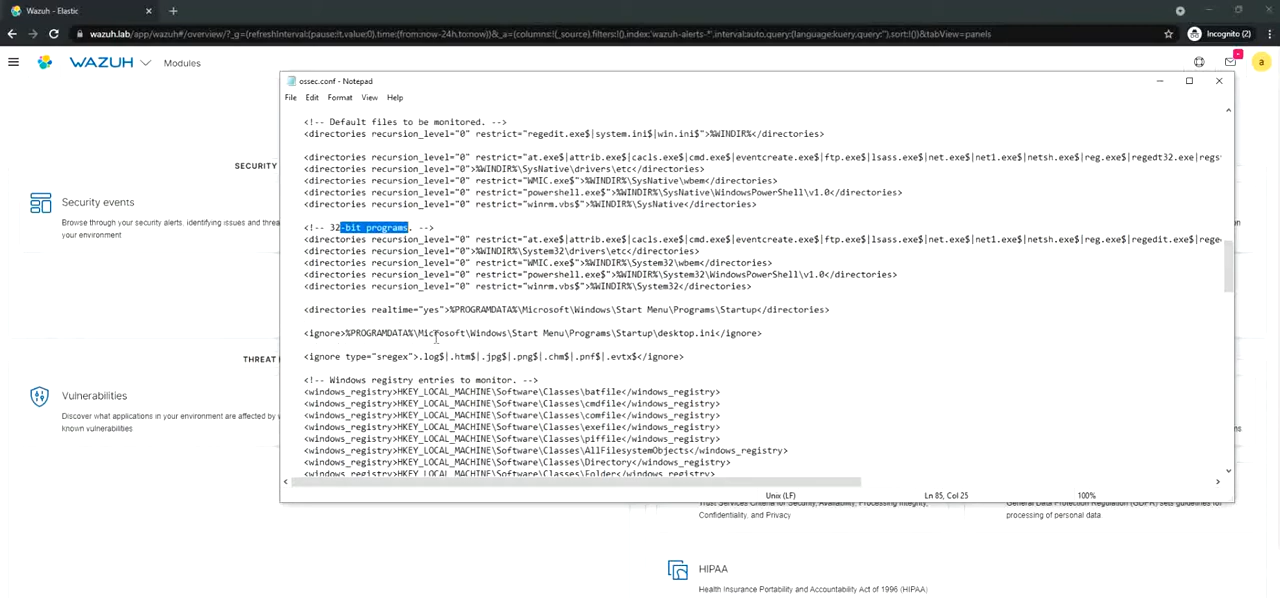 Wazuh - Elastic
wazuh.lab/app/wazuh#/overview/?_g=(refreshInterval:(pause:!t,value:0),time:(from:now-24h,to:now))&_a=(columns:!(_source),filters:!(),index:'wazuh-alerts-*',interval:auto,query:(language:kuery,query:''),sort:!())&tabView=panels
Incognito (2)
WAZUH
Modules
a
ossec.conf - Notepad
File Edit Format View Help
<!-- Default files to be monitored. -->
<directories recursion_level="0" restrict="regedit.exe$|system.ini$|win.ini$">%WINDIR%</directories>
<directories recursion_level="0" restrict="at.exe$|attrib.exe$|cacls.exe$|cmd.exe$|eventcreate.exe$|ftp.exe$|lsass.exe$|net.exe$|net1.exe$|netsh.exe$|reg.exe$|regedt32.exe|regs
<directories recursion_level="0">%WINDIR%\SysNative\drivers\etc</directories>
<directories recursion_level="0" restrict="WMIC.exe$">%WINDIR%\SysNative\wbem</directories>
<directories recursion_level="0" restrict="powershell.exe$">%WINDIR%\SysNative\WindowsPowerShell\v1.0</directories>
<directories recursion_level="0" restrict="winrm.vbs$">%WINDIR%\SysNative</directories>
<!-- 32-bit programs. -->
<directories recursion_level="0" restrict="at.exe$|attrib.exe$|cacls.exe$|cmd.exe$|eventcreate.exe$|ftp.exe$|lsass.exe$|net.exe$|net1.exe$|netsh.exe$|reg.exe$|regedit.exe$|rege
<directories recursion_level="0">%WINDIR%\System32\drivers\etc</directories>
<directories recursion_level="0" restrict="WMIC.exe$">%WINDIR%\System32\wbem</directories>
<directories recursion_level="0" restrict="powershell.exe$">%WINDIR%\System32\WindowsPowerShell\v1.0</directories>
<directories recursion_level="0" restrict="winrm.vbs$">%WINDIR%\System32</directories>
<directories realtime="yes">%PROGRAMDATA%\Microsoft\Windows\Start Menu\Programs\Startup</directories>
<ignore>%PROGRAMDATA%\Microsoft\Windows\Start Menu\Programs\Startup\desktop.ini</ignore>
<ignore type="sregex">.log$|.htm$|.jpg$|.png$|.chm$|.pnf$|.evtx$</ignore>
<!-- Windows registry entries to monitor. -->
<windows_registry>HKEY_LOCAL_MACHINE\Software\Classes\batfile</windows_registry>
<windows_registry>HKEY_LOCAL_MACHINE\Software\Classes\cmdfile</windows_registry>
<windows_registry>HKEY_LOCAL_MACHINE\Software\Classes\comfile</windows_registry>
<windows_registry>HKEY_LOCAL_MACHINE\Software\Classes\exefile</windows_registry>
<windows_registry>HKEY_LOCAL_MACHINE\Software\Classes\piffile</windows_registry>
<windows_registry>HKEY_LOCAL_MACHINE\Software\Classes\AllFilesystemObjects</windows_registry>
<windows_registry>HKEY_LOCAL_MACHINE\Software\Classes\Directory</windows_registry>
<windows_registry>HKEY_LOCAL_MACHINE\Software\Classes\Folder</windows_registry>
Unix (LF) Ln 85, Col 25 100%
SECURITY
Security events
Browse through your security alerts, identifying issues and threa
your environment
THREAT
Vulnerabilities
Discover what applications in your environment are affected by
known vulnerabilities
Trust Services Criteria for Security, Availability, Processing Integrity,
Confidentiality, and Privacy
General Data Protection Regulation (GDPR) sets guidelines for
processing of personal data.
HIPAA
Health Insurance Portability and Accountability Act of 1996 (HIPAA)